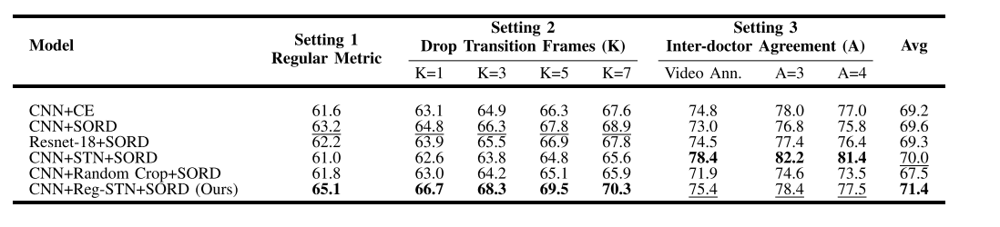 Model Setting 1 Regular Metric Setting 2 Drop Transition Frames (K) Setting 3 Inter-doctor Agreement (A) Avg
K=1 K=3 K=5 K=7 Video Ann. A=3 A=4
CNN+CE 61.6 63.1 64.9 66.3 67.6 74.8 78.0 77.0 69.2
CNN+SORD 63.2 64.8 66.3 67.8 68.9 73.0 76.8 75.8 69.6
Resnet-18+SORD 62.2 63.9 65.5 66.9 67.8 74.5 77.4 76.4 69.3
CNN+STN+SORD 61.0 62.6 63.8 64.8 65.6 78.4 82.2 81.4 70.0
CNN+Random Crop+SORD 61.8 63.0 64.2 65.1 65.9 71.9 74.6 73.5 67.5
CNN+Reg-STN+SORD (Ours) 65.1 66.7 68.3 69.5 70.3 75.4 78.4 77.5 71.4